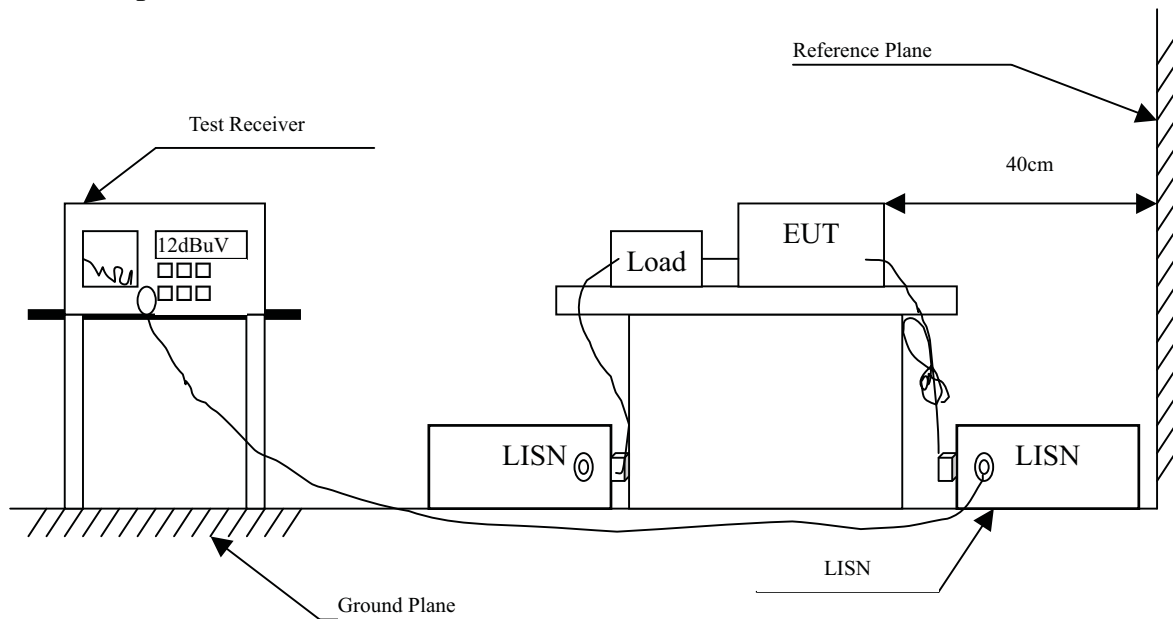 Reference Plane
Test Receiver
40cm
12dBuV
EUT
Load
LISN
LISN
LISN
Ground Plane